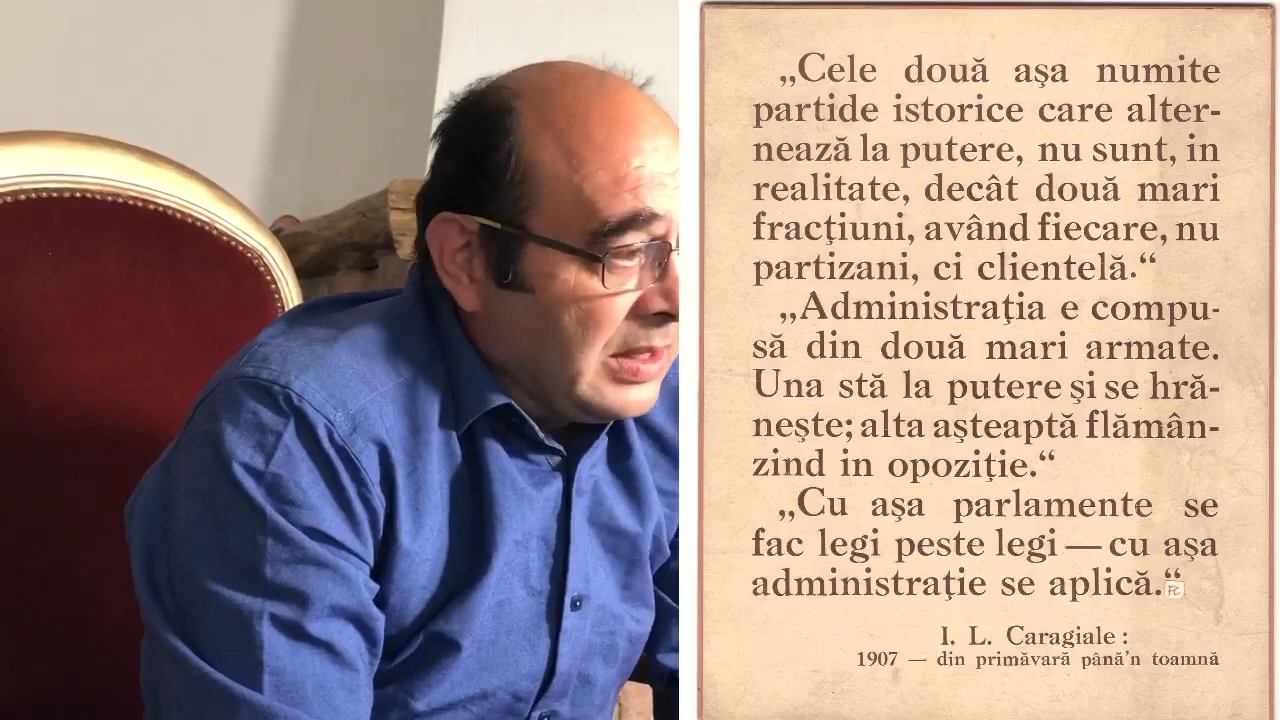 „Cele două aşa numite
partide istorice care alter-
nează la putere, nu sunt, in
realitate, decât două mari
fracţiuni, având fiecare, nu
partizani, ci clientelă.“
„Administraţia e compu-
să din două mari armate.
Una stă la putere şi se hră-
neşte; alta aşteaptă flămân-
zind in opoziţie.“
„Cu aşa parlamente se
fac legi peste legi — cu aşa
administraţie se aplică.“
FC
I. L. Caragiale:
1907 — din primăvară până'n toamnă